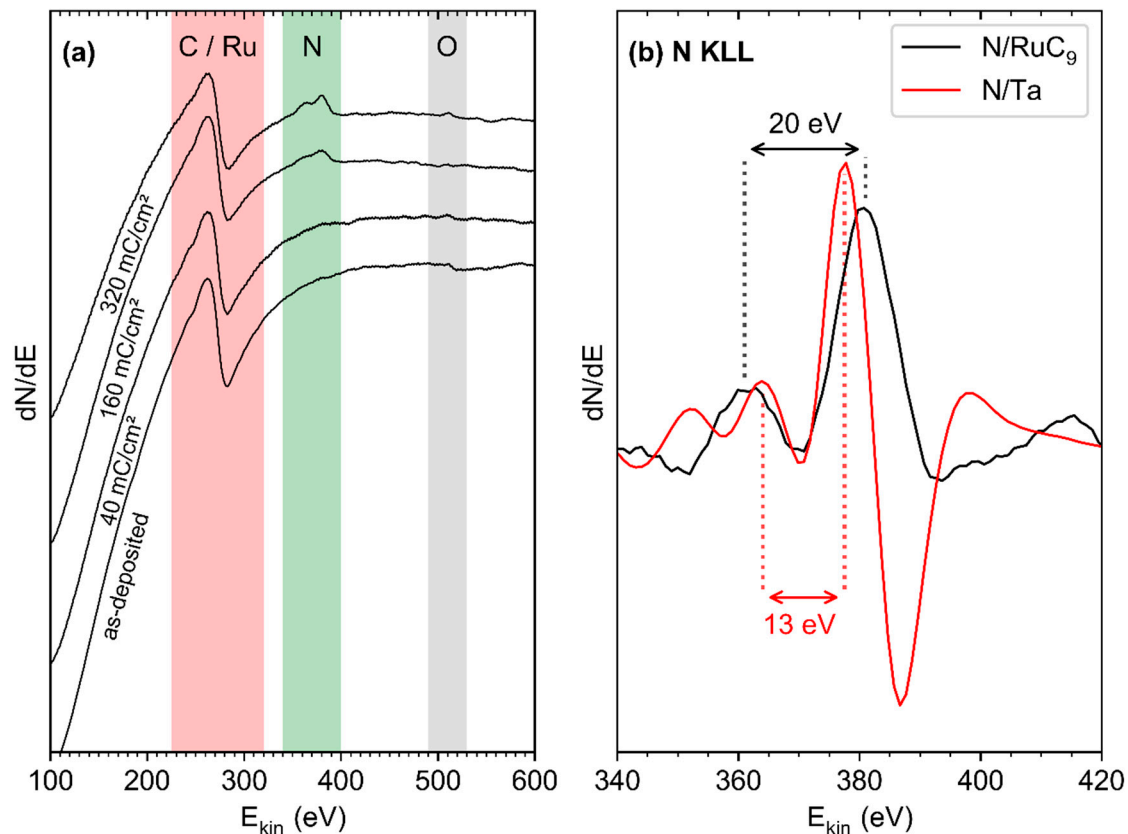 (a)
C / Ru
N
O
320 mC/cm²
160 mC/cm²
40 mC/cm²
as-deposited
dN/dE
100 200 300 400 500 600
E_kin (eV)
(b) N KLL
N/RuC₉
N/Ta
20 eV
13 eV
dN/dE
340 360 380 400 420
E_kin (eV)